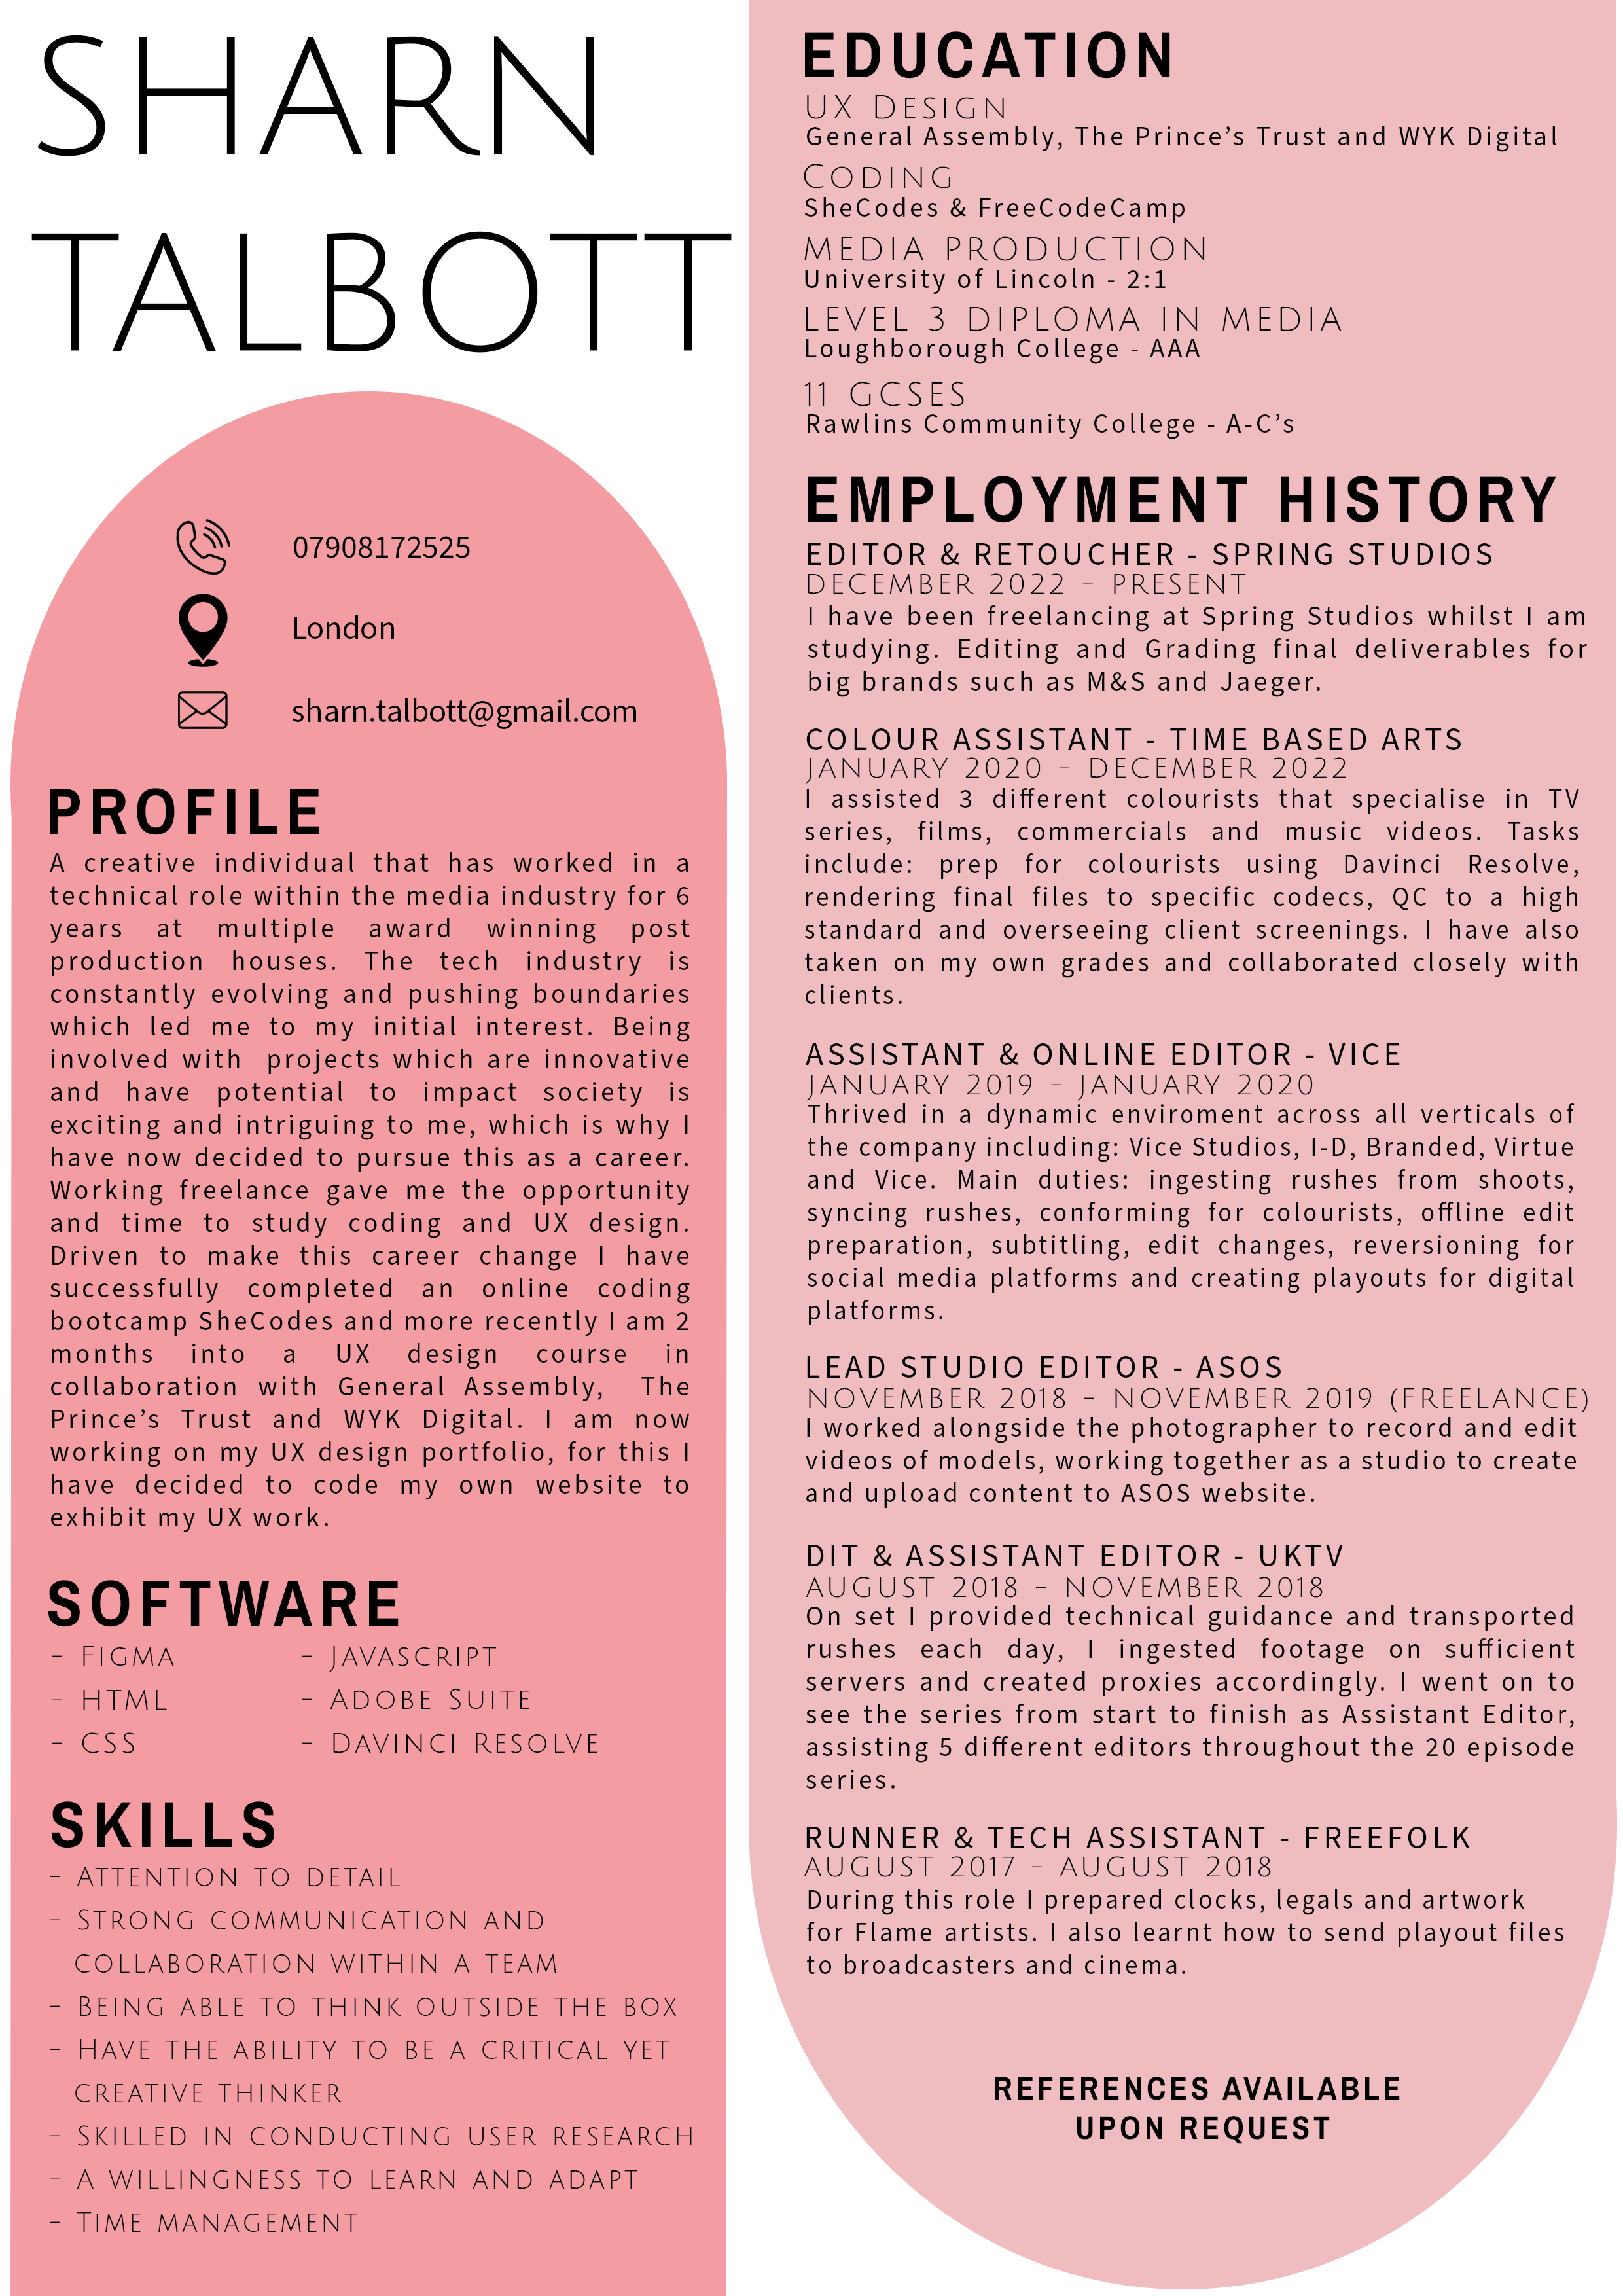 SHARN
TALBOTT
07908172525
London
sharn.talbott@gmail.com
PROFILE
A creative individual that has worked in a
technical role within the media industry for 6
years at multiple award winning post
production houses. The tech industry is
constantly evolving and pushing boundaries
which led me to my initial interest. Being
involved with projects which are innovative
and have potential to impact society is
exciting and intriguing to me, which is why I
have now decided to pursue this as a career.
Working freelance gave me the opportunity
and time to study coding and UX design.
Driven to make this career change I have
successfully completed an online coding
bootcamp SheCodes and more recently I am 2
months into a UX design course in
collaboration with General Assembly, The
Prince's Trust and WYK Digital. I am now
working on my UX design portfolio, for this I
have decided to code my own website to
exhibit my UX work.
SOFTWARE
- Figma
- HTML
- CSS
- Javascript
- Adobe Suite
- Davinci Resolve
SKILLS
- Attention to detail
- Strong communication and
collaboration within a team
- Being able to think outside the box
- Have the ability to be a critical yet
creative thinker
- Skilled in conducting user research
- A willingness to learn and adapt
- Time management
EDUCATION
UX Design
General Assembly, The Prince's Trust and WYK Digital
Coding
SheCodes & FreeCodeCamp
MEDIA PRODUCTION
University of Lincoln - 2:1
LEVEL 3 DIPLOMA IN MEDIA
Loughborough College - AAA
11 GCSES
Rawlins Community College - A-C's
EMPLOYMENT HISTORY
EDITOR & RETOUCHER - SPRING STUDIOS
DECEMBER 2022 - PRESENT
I have been freelancing at Spring Studios whilst I am
studying. Editing and Grading final deliverables for
big brands such as M&S and Jaeger.
COLOUR ASSISTANT - TIME BASED ARTS
JANUARY 2020 - DECEMBER 2022
I assisted 3 different colourists that specialise in TV
series, films, commercials and music videos. Tasks
include: prep for colourists using Davinci Resolve,
rendering final files to specific codecs, QC to a high
standard and overseeing client screenings. I have also
taken on my own grades and collaborated closely with
clients.
ASSISTANT & ONLINE EDITOR - VICE
JANUARY 2019 - JANUARY 2020
Thrived in a dynamic enviroment across all verticals of
the company including: Vice Studios, I-D, Branded, Virtue
and Vice. Main duties: ingesting rushes from shoots,
syncing rushes, conforming for colourists, offline edit
preparation, subtitling, edit changes, reversioning for
social media platforms and creating playouts for digital
platforms.
LEAD STUDIO EDITOR - ASOS
NOVEMBER 2018 - NOVEMBER 2019 (FREELANCE)
I worked alongside the photographer to record and edit
videos of models, working together as a studio to create
and upload content to ASOS website.
DIT & ASSISTANT EDITOR - UKTV
AUGUST 2018 - NOVEMBER 2018
On set I provided technical guidance and transported
rushes each day, I ingested footage on sufficient
servers and created proxies accordingly. I went on to
see the series from start to finish as Assistant Editor,
assisting 5 different editors throughout the 20 episode
series.
RUNNER & TECH ASSISTANT - FREEFOLK
AUGUST 2017 - AUGUST 2018
During this role I prepared clocks, legals and artwork
for Flame artists. I also learnt how to send playout files
to broadcasters and cinema.
REFERENCES AVAILABLE
UPON REQUEST